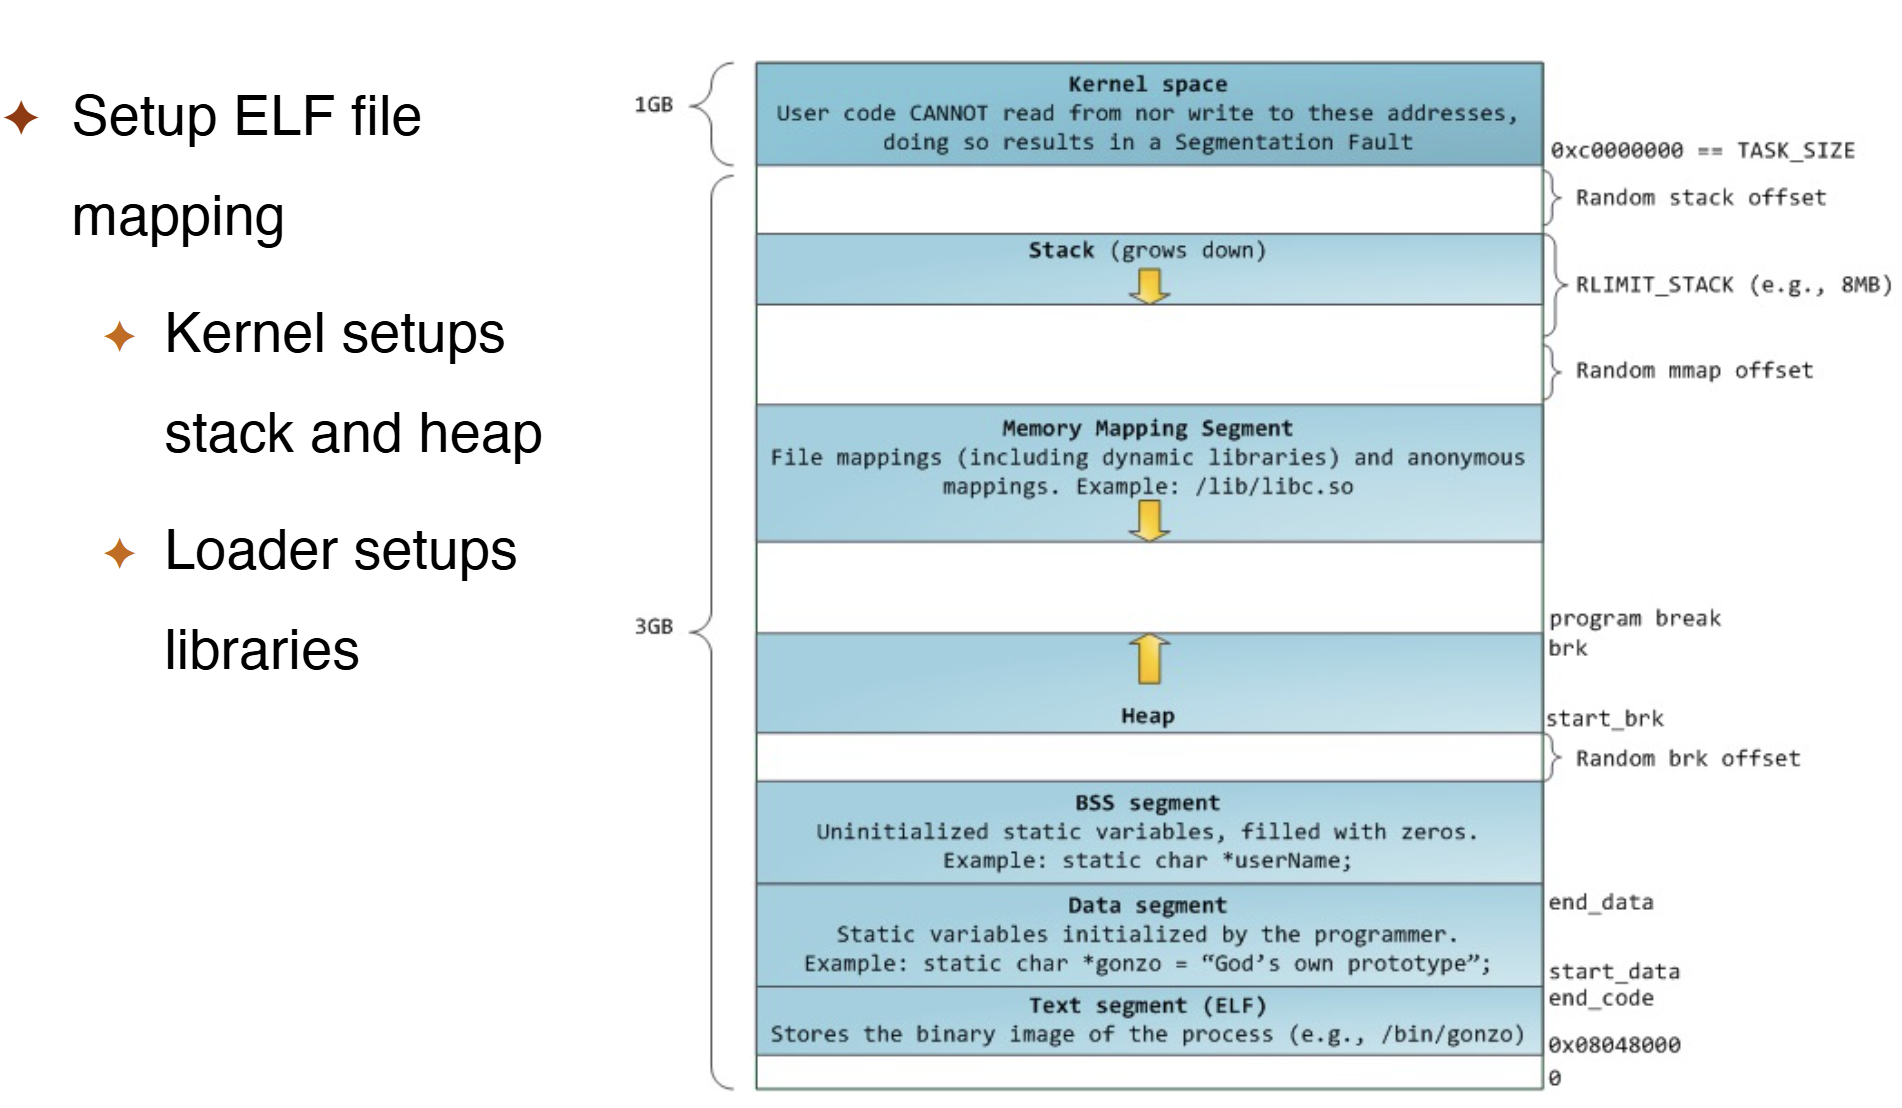 Setup ELF file
mapping
Kernel setups
stack and heap
Loader setups
libraries
1GB
Kernel space
User code CANNOT read from nor write to these addresses,
doing so results in a Segmentation Fault
0xc0000000 == TASK_SIZE
Random stack offset
Stack (grows down)
RLIMIT_STACK (e.g., 8MB)
Random mmap offset
Memory Mapping Segment
File mappings (including dynamic libraries) and anonymous
mappings. Example: /lib/libc.so
3GB
program break
brk
Heap
start_brk
Random brk offset
BSS segment
Uninitialized static variables, filled with zeros.
Example: static char *userName;
Data segment
Static variables initialized by the programmer.
Example: static char *gonzo = “God’s own prototype”;
end_data
start_data
Text segment (ELF)
Stores the binary image of the process (e.g., /bin/gonzo)
end_code
0x08048000
0